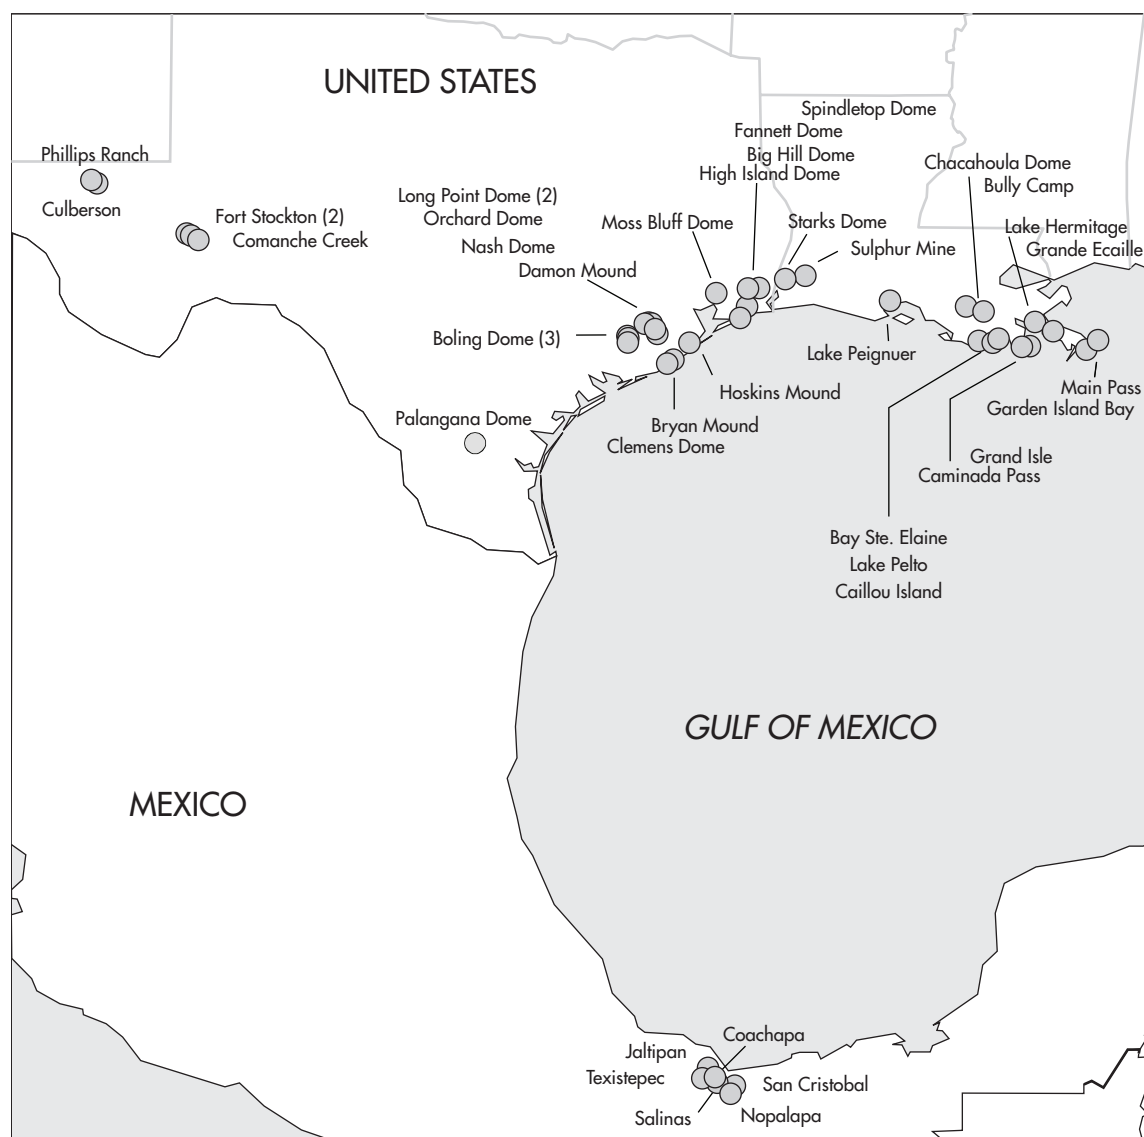 UNITED STATES
Spindletop Dome
Fannett Dome
Big Hill Dome
High Island Dome
Phillips Ranch
Culberson
Fort Stockton (2)
Comanche Creek
Long Point Dome (2)
Orchard Dome
Nash Dome
Damon Mound
Moss Bluff Dome
Starks Dome
Sulphur Mine
Chacahoula Dome
Bully Camp
Lake Hermitage
Grande Ecaille
Boling Dome (3)
Lake Peignuer
Hoskins Mound
Main Pass
Garden Island Bay
Palangana Dome
Bryan Mound
Clemens Dome
Grand Isle
Caminada Pass
Bay Ste. Elaine
Lake Pelto
Caillou Island
GULF OF MEXICO
MEXICO
Coachapa
Jaltipan
Texistepec
San Cristobal
Salinas
Nopalapa